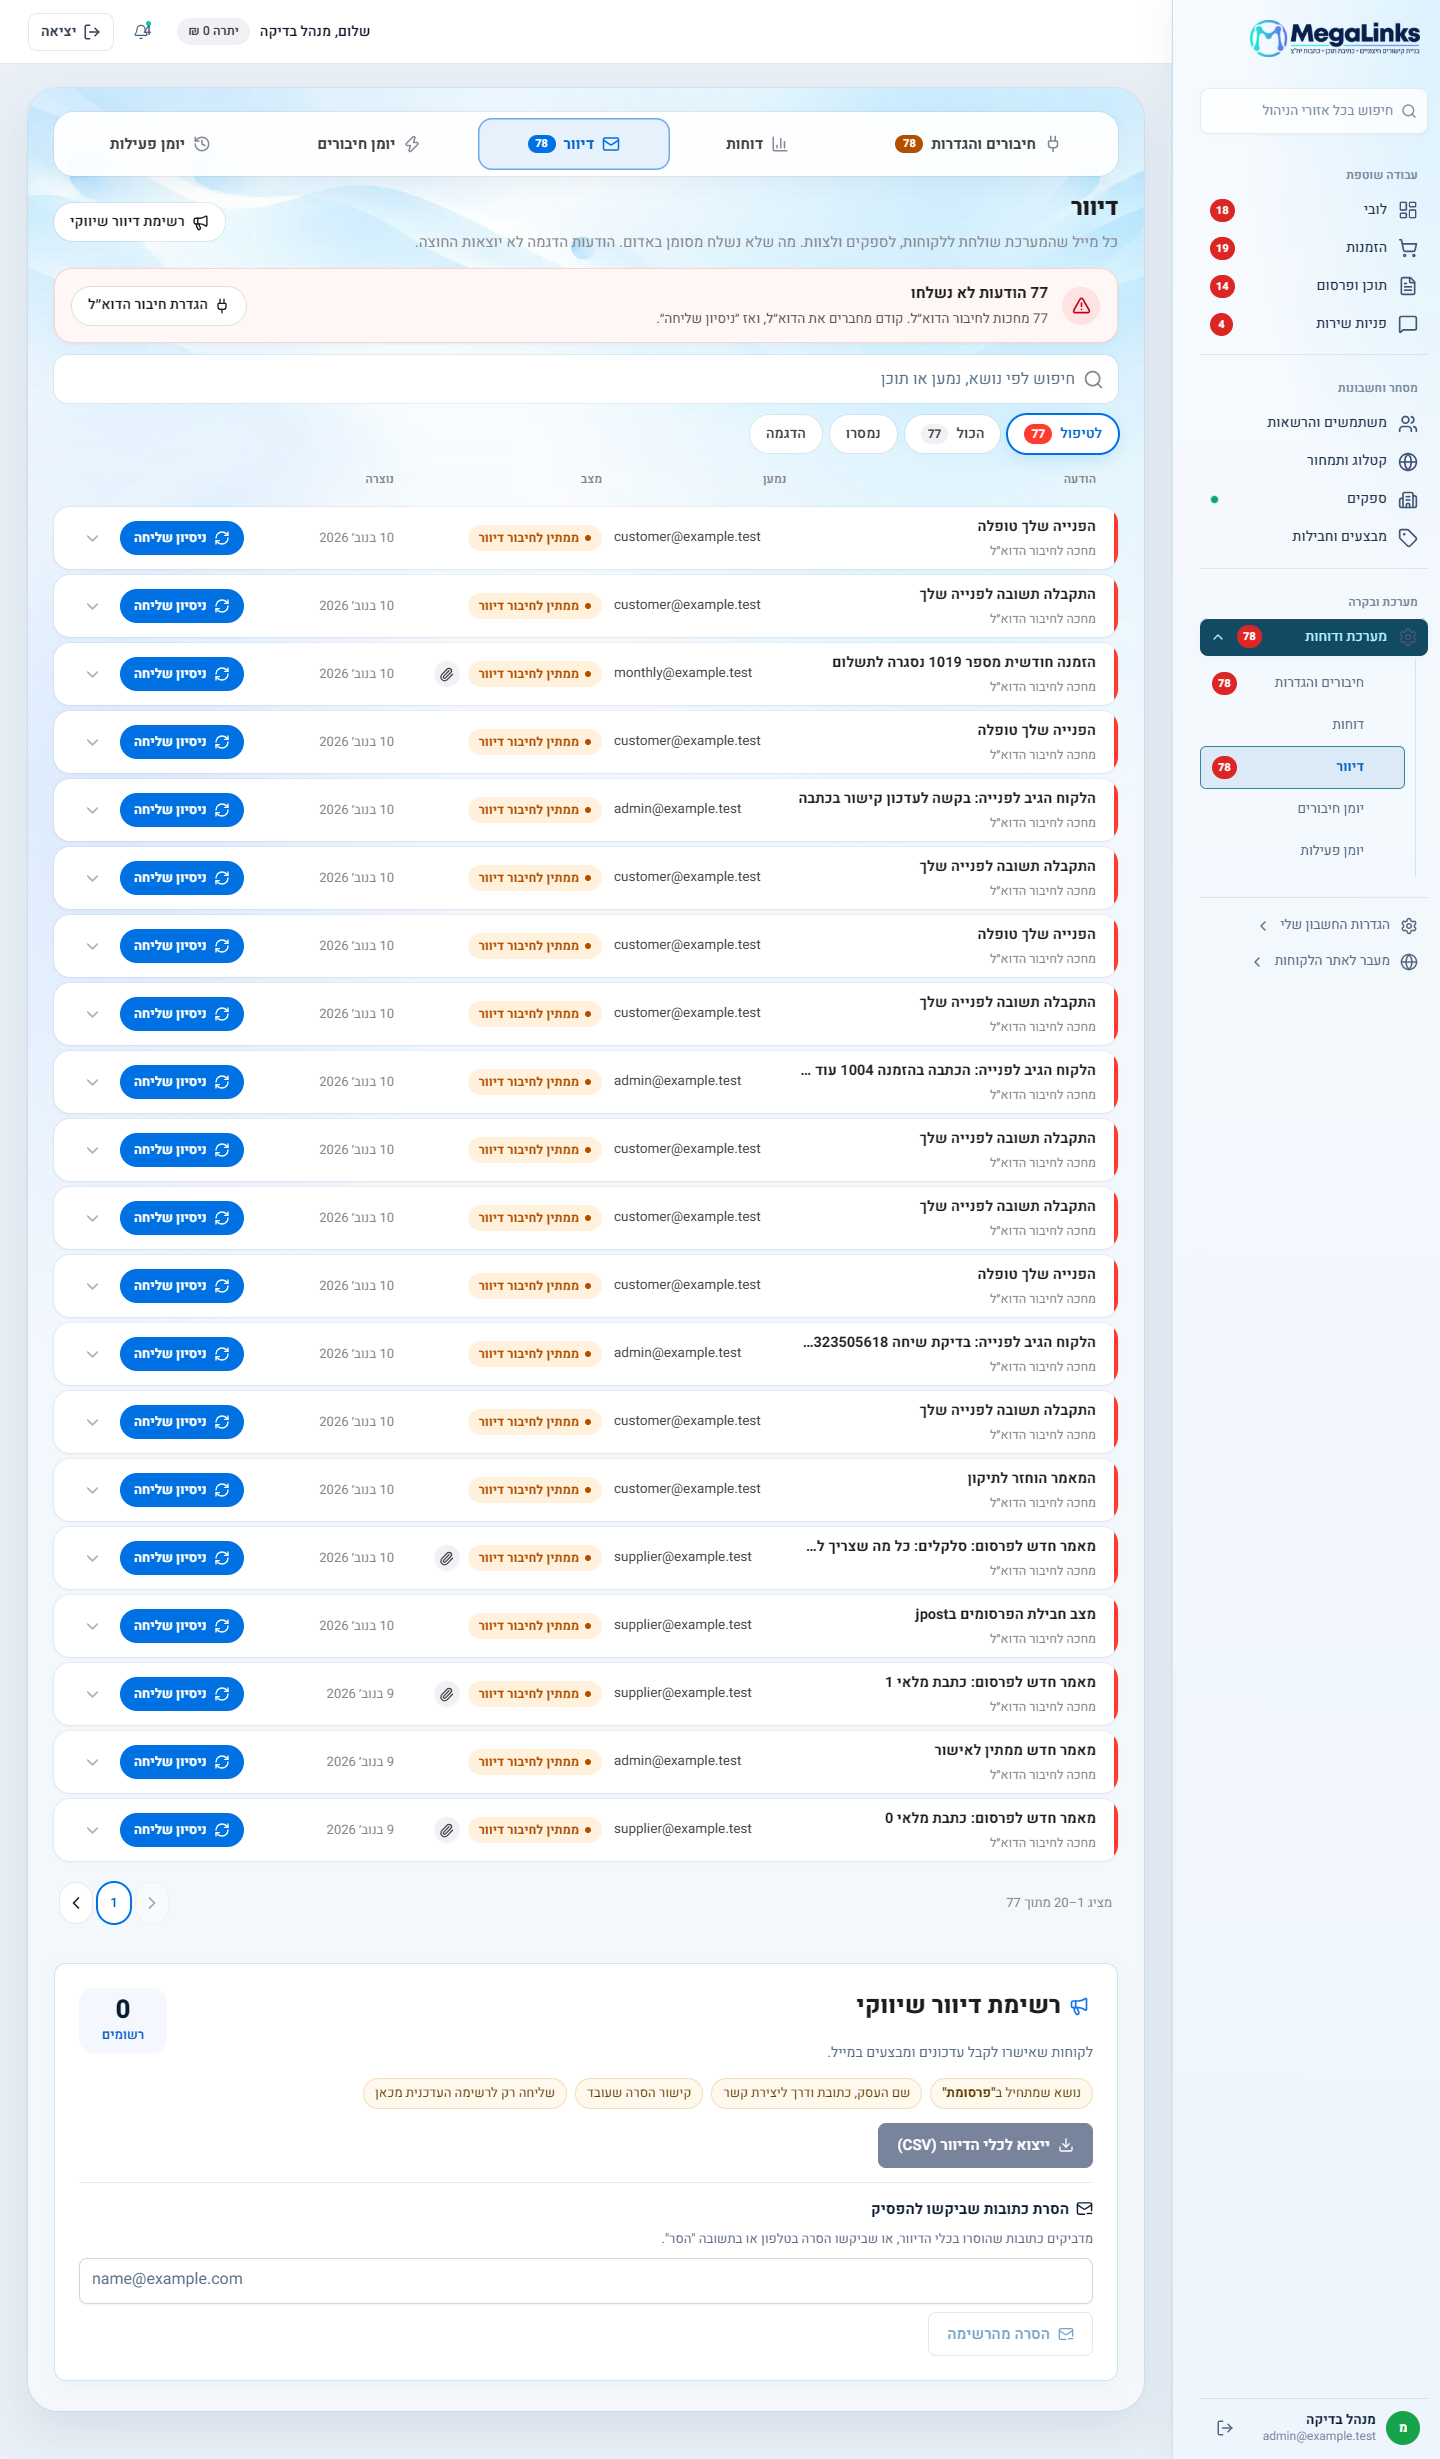 MegaLinks
בניית קישורים חיצוניים • כתיבת תוכן • כתבות יח"צ
חיפוש בכל אזורי הניהול
עבודה שוטפת
לובי 18
הזמנות 19
תוכן ופרסום 14
פניות שירות 4
מסחר וחשבונות
משתמשים והרשאות
קטלוג ותמחור
ספקים
מבצעים וחבילות
מערכת ובקרה
מערכת ודוחות 78
חיבורים והגדרות 78
דוחות
דיוור 78
יומן חיבורים
יומן פעילות
הגדרות החשבון שלי
מעבר לאתר הלקוחות
מנהל בדיקה
admin@example.test
מ
שלום, מנהל בדיקה יתרה 0 ₪ יציאה
חיבורים והגדרות 78 דוחות דיוור 78 יומן חיבורים יומן פעילות
דיוור
כל מייל שהמערכת שולחת ללקוחות, לספקים ולצוות. מה שלא נשלח מסומן באדום. הודעות הדגמה לא יוצאות החוצה.
רשימת דיוור שיווקי
77 הודעות לא נשלחו
77 מחכות לחיבור הדוא״ל. קודם מחברים את הדוא״ל, ואז ״ניסיון שליחה״.
הגדרת חיבור הדוא״ל
חיפוש לפי נושא, נמען או תוכן
לטיפול 77 הכול 77 נמסרו הדגמה
הודעה נמען מצב נוצרה
הפנייה שלך טופלה customer@example.test ממתין לחיבור דיוור 10 בנוב׳ 2026 ניסיון שליחה
מחכה לחיבור הדוא״ל
התקבלה תשובה לפנייה שלך customer@example.test ממתין לחיבור דיוור 10 בנוב׳ 2026 ניסיון שליחה
מחכה לחיבור הדוא״ל
הזמנה חודשית מספר 1019 נסגרה לתשלום monthly@example.test ממתין לחיבור דיוור 10 בנוב׳ 2026 ניסיון שליחה
מחכה לחיבור הדוא״ל
הפנייה שלך טופלה customer@example.test ממתין לחיבור דיוור 10 בנוב׳ 2026 ניסיון שליחה
מחכה לחיבור הדוא״ל
הלקוח הגיב לפנייה: בקשה לעדכון קישור בכתבה admin@example.test ממתין לחיבור דיוור 10 בנוב׳ 2026 ניסיון שליחה
מחכה לחיבור הדוא״ל
התקבלה תשובה לפנייה שלך customer@example.test ממתין לחיבור דיוור 10 בנוב׳ 2026 ניסיון שליחה
מחכה לחיבור הדוא״ל
הפנייה שלך טופלה customer@example.test ממתין לחיבור דיוור 10 בנוב׳ 2026 ניסיון שליחה
מחכה לחיבור הדוא״ל
התקבלה תשובה לפנייה שלך customer@example.test ממתין לחיבור דיוור 10 בנוב׳ 2026 ניסיון שליחה
מחכה לחיבור הדוא״ל
הלקוח הגיב לפנייה: הכתבה בהזמנה 1004 עוד ... admin@example.test ממתין לחיבור דיוור 10 בנוב׳ 2026 ניסיון שליחה
מחכה לחיבור הדוא״ל
התקבלה תשובה לפנייה שלך customer@example.test ממתין לחיבור דיוור 10 בנוב׳ 2026 ניסיון שליחה
מחכה לחיבור הדוא״ל
התקבלה תשובה לפנייה שלך customer@example.test ממתין לחיבור דיוור 10 בנוב׳ 2026 ניסיון שליחה
מחכה לחיבור הדוא״ל
הפנייה שלך טופלה customer@example.test ממתין לחיבור דיוור 10 בנוב׳ 2026 ניסיון שליחה
מחכה לחיבור הדוא״ל
הלקוח הגיב לפנייה: בדיקת שיחה 323505618... admin@example.test ממתין לחיבור דיוור 10 בנוב׳ 2026 ניסיון שליחה
מחכה לחיבור הדוא״ל
התקבלה תשובה לפנייה שלך customer@example.test ממתין לחיבור דיוור 10 בנוב׳ 2026 ניסיון שליחה
מחכה לחיבור הדוא״ל
המאמר הוחזר לתיקון customer@example.test ממתין לחיבור דיוור 10 בנוב׳ 2026 ניסיון שליחה
מחכה לחיבור הדוא״ל
מאמר חדש לפרסום: סלקלים: כל מה שצריך ל... supplier@example.test ממתין לחיבור דיוור 10 בנוב׳ 2026 ניסיון שליחה
מחכה לחיבור הדוא״ל
מצב חבילת הפרסומים בjpost supplier@example.test ממתין לחיבור דיוור 10 בנוב׳ 2026 ניסיון שליחה
מחכה לחיבור הדוא״ל
מאמר חדש לפרסום: כתבת מלאי 1 supplier@example.test ממתין לחיבור דיוור 9 בנוב׳ 2026 ניסיון שליחה
מחכה לחיבור הדוא״ל
מאמר חדש ממתין לאישור admin@example.test ממתין לחיבור דיוור 9 בנוב׳ 2026 ניסיון שליחה
מחכה לחיבור הדוא״ל
מאמר חדש לפרסום: כתבת מלאי 0 supplier@example.test ממתין לחיבור דיוור 9 בנוב׳ 2026 ניסיון שליחה
מחכה לחיבור הדוא״ל
מציג 1–20 מתוך 77 1
רשימת דיוור שיווקי
0
רשומים
לקוחות שאישרו לקבל עדכונים ומבצעים במייל.
נושא שמתחיל ב"פרסומת" שם העסק, כתובת ודרך ליצירת קשר קישור הסרה שעובד שליחה רק לרשימה העדכנית מכאן
ייצוא לכלי הדיוור (CSV)
הסרת כתובות שביקשו להפסיק
מדביקים כתובות שהוסרו בכלי הדיוור, או שביקשו הסרה בטלפון או בתשובה "הסר".
name@example.com
הסרה מהרשימה